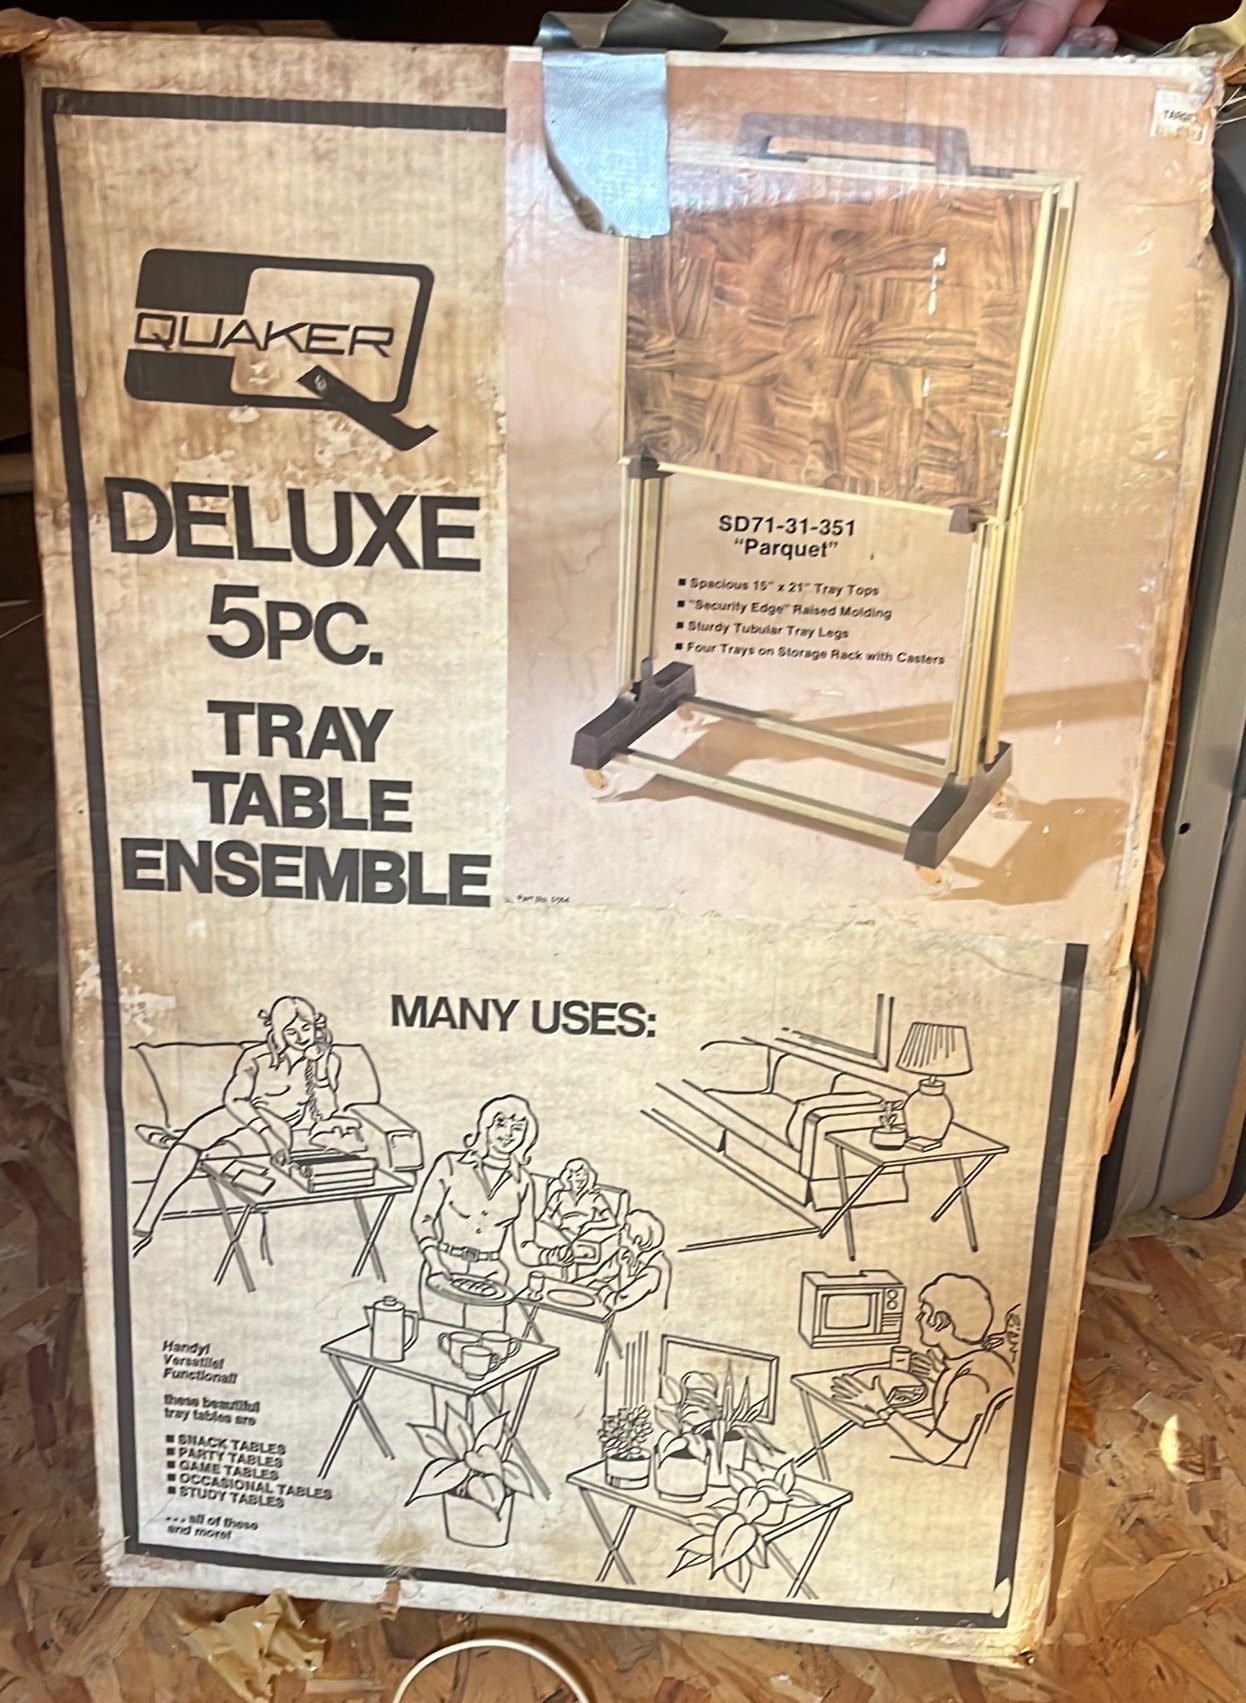 QUAKER
DELUXE
5PC.
TRAY
TABLE
ENSEMBLE
SD71-31-351
"Parquet"
■ Spacious 15" x 21" Tray Tops
■ "Security Edge" Raised Molding
■ Sturdy Tubular Tray Legs
■ Four Trays on Storage Rack with Casters
Part No.
MANY USES:
Handy!
Versatile!
Functional!
these beautiful
tray tables are
■ SNACK TABLES
■ PARTY TABLES
■ GAME TABLES
■ OCCASIONAL TABLES
■ STUDY TABLES
... all of these
and more!